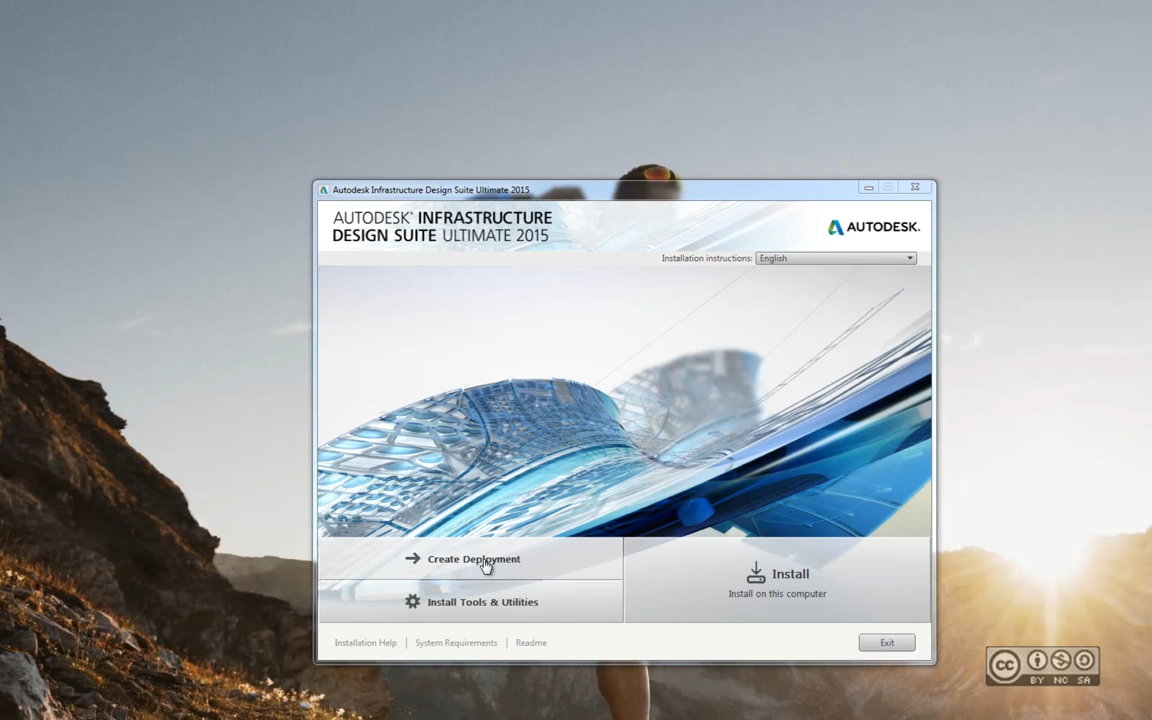 Autodesk Infrastructure Design Suite Ultimate 2015
AUTODESK® INFRASTRUCTURE
DESIGN SUITE ULTIMATE 2015
AUTODESK.
Installation instructions: English
Create Deployment
Install
Install on this computer
Install Tools & Utilities
Installation Help | System Requirements | Readme
Exit
cc
BY NC SA